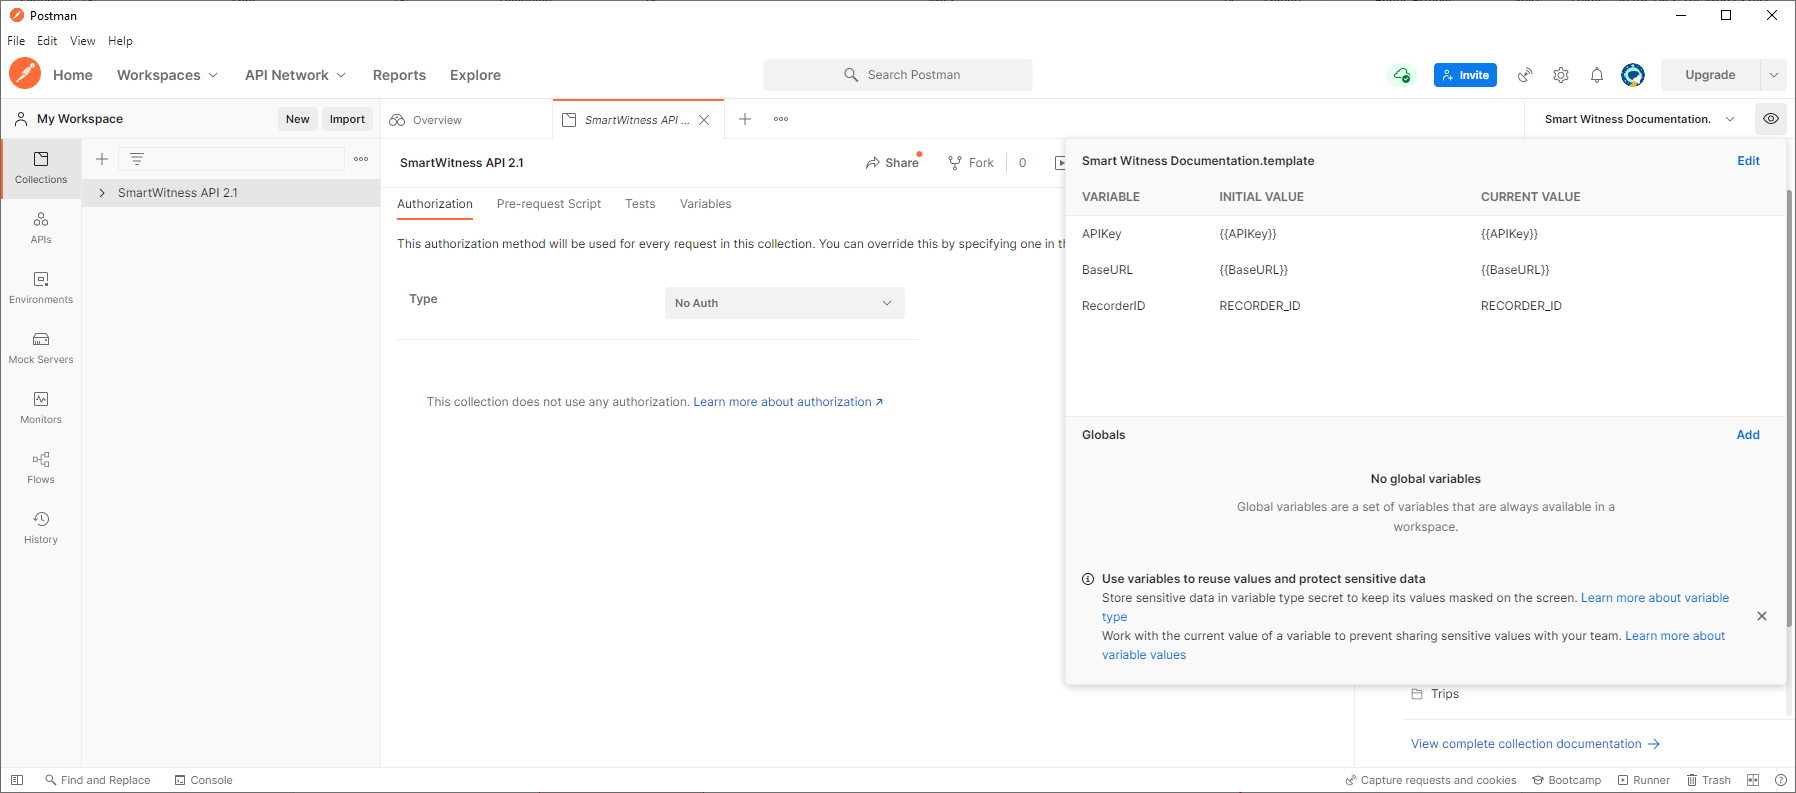 Postman
File Edit View Help
Home Workspaces API Network Reports Explore Search Postman Invite Upgrade
My Workspace New Import Overview SmartWitness API ... Smart Witness Documentation.
Collections
APIs
Environments
Mock Servers
Monitors
Flows
History
SmartWitness API 2.1
SmartWitness API 2.1 Share Fork 0
Authorization Pre-request Script Tests Variables
This authorization method will be used for every request in this collection. You can override this by specifying one in th
Type No Auth
This collection does not use any authorization. Learn more about authorization ↗
Smart Witness Documentation.template Edit
VARIABLE INITIAL VALUE CURRENT VALUE
APIKey {{APIKey}} {{APIKey}}
BaseURL {{BaseURL}} {{BaseURL}}
RecorderID RECORDER_ID RECORDER_ID
Globals Add
No global variables
Global variables are a set of variables that are always available in a
workspace.
Use variables to reuse values and protect sensitive data
Store sensitive data in variable type secret to keep its values masked on the screen. Learn more about variable
type
Work with the current value of a variable to prevent sharing sensitive values with your team. Learn more about
variable values
Trips
View complete collection documentation →
Find and Replace Console Capture requests and cookies Bootcamp Runner Trash